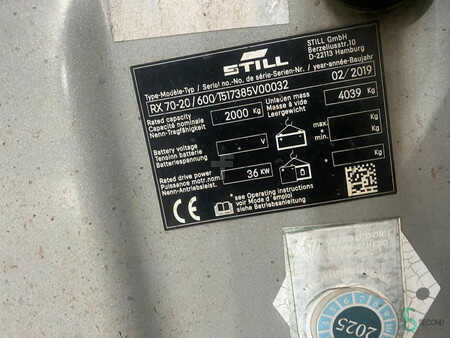 STILL
STILL GmbH
Berzeliusstr.10
D-22113 Hamburg
Type-Modèle-Typ / Serial no.-No. de série-Serien-Nr. / year-année-Baujahr
RX 70-20/600 / 517385V00032 02/2019
Rated capacity
Capacité nominale
Nenn-Tragfähigkeit
2000 Kg
Unladen mass
Masse à vide
Leergewicht
4039 Kg
Battery voltage
Tension batterie
Batteriespannung
V
max Kg
min Kg
Rated drive power
Puissance motr.nom.
Nenn-Antriebsleist.
36 KW
Kg
CE
*see Operating instructions
voir Mode d'emploi
siehe Betriebsanleitung
2025
SECOND